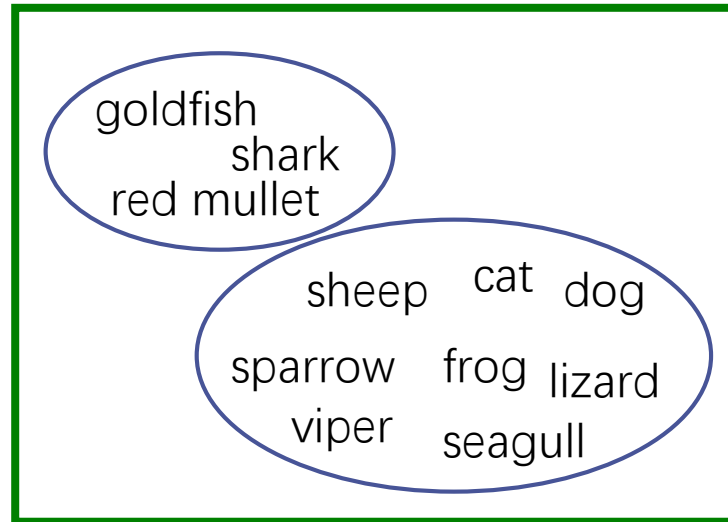 goldfish
shark
red mullet
sheep cat dog
sparrow frog lizard
viper seagull